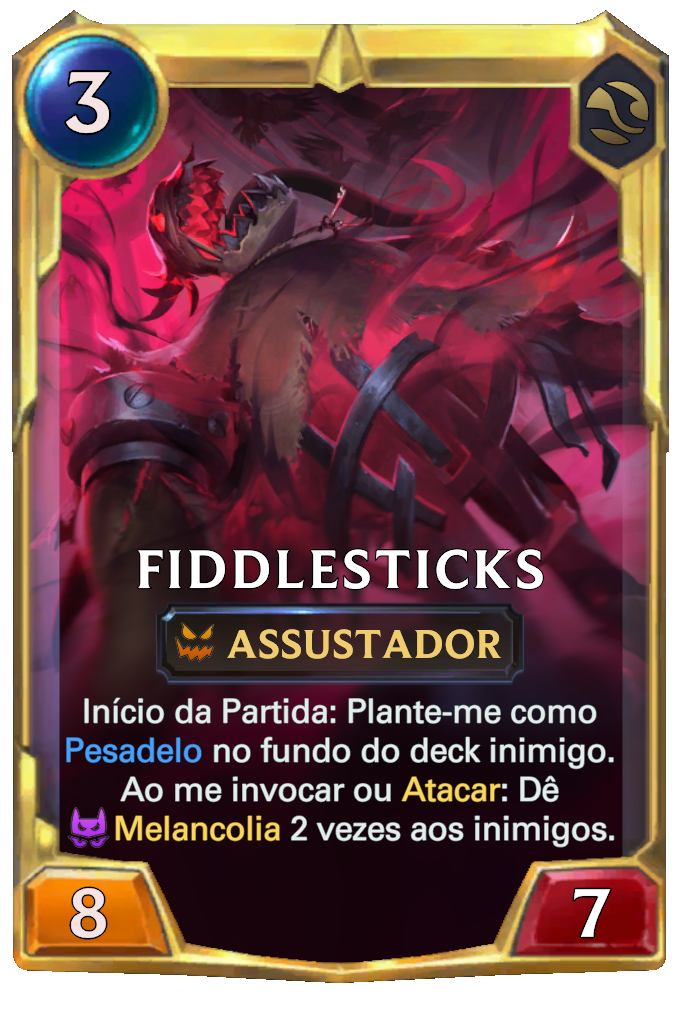 3
FIDDLESTICKS
ASSUSTADOR
Início da Partida: Plante-me como
Pesadelo no fundo do deck inimigo.
Ao me invocar ou Atacar: Dê
Melancolia 2 vezes aos inimigos.
8
7